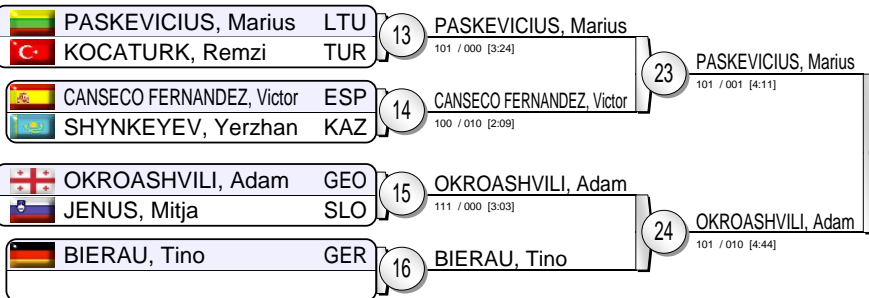 PASKEVICIUS, Marius LTU
KOCATURK, Remzi TUR
13
PASKEVICIUS, Marius
101 / 000 [3:24]
CANSECO FERNANDEZ, Victor ESP
SHYNKEYEV, Yerzhan KAZ
14
CANSECO FERNANDEZ, Victor
100 / 010 [2:09]
23
PASKEVICIUS, Marius
101 / 001 [4:11]
OKROASHVILI, Adam GEO
JENUS, Mitja SLO
15
OKROASHVILI, Adam
111 / 000 [3:03]
BIERAU, Tino GER
16
BIERAU, Tino
24
OKROASHVILI, Adam
101 / 010 [4:44]